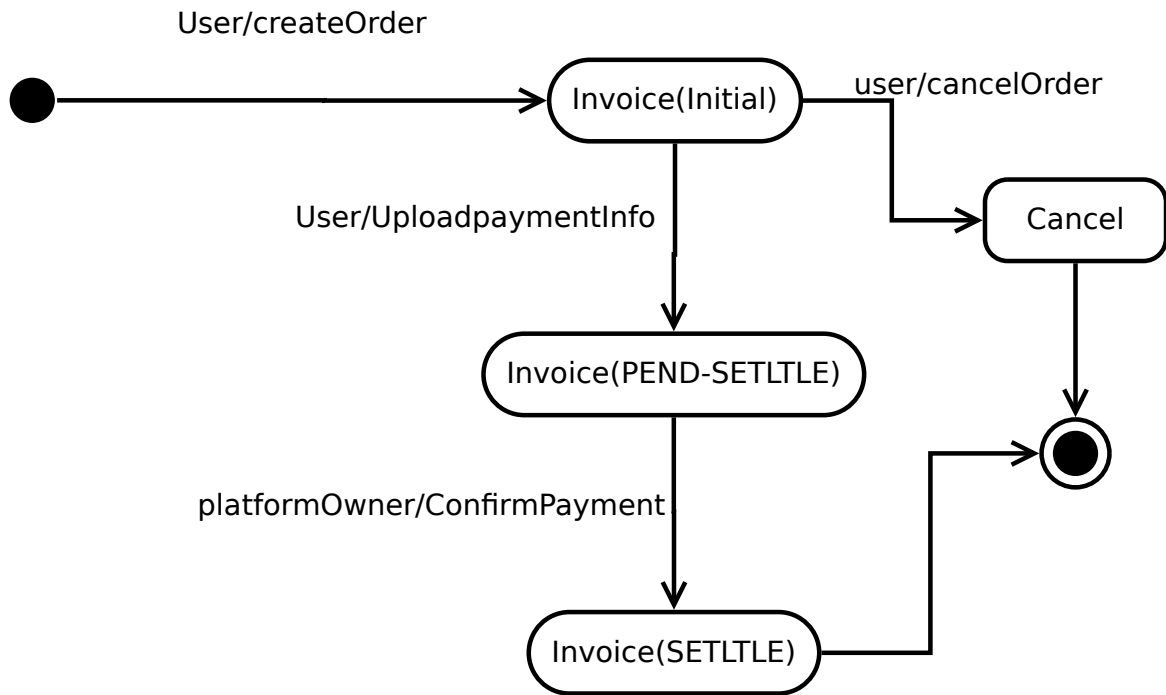 User/createOrder
Invoice(Initial)
user/cancelOrder
User/UploadpaymentInfo
Cancel
Invoice(PEND-SETLTLE)
platformOwner/ConfirmPayment
Invoice(SETLTLE)